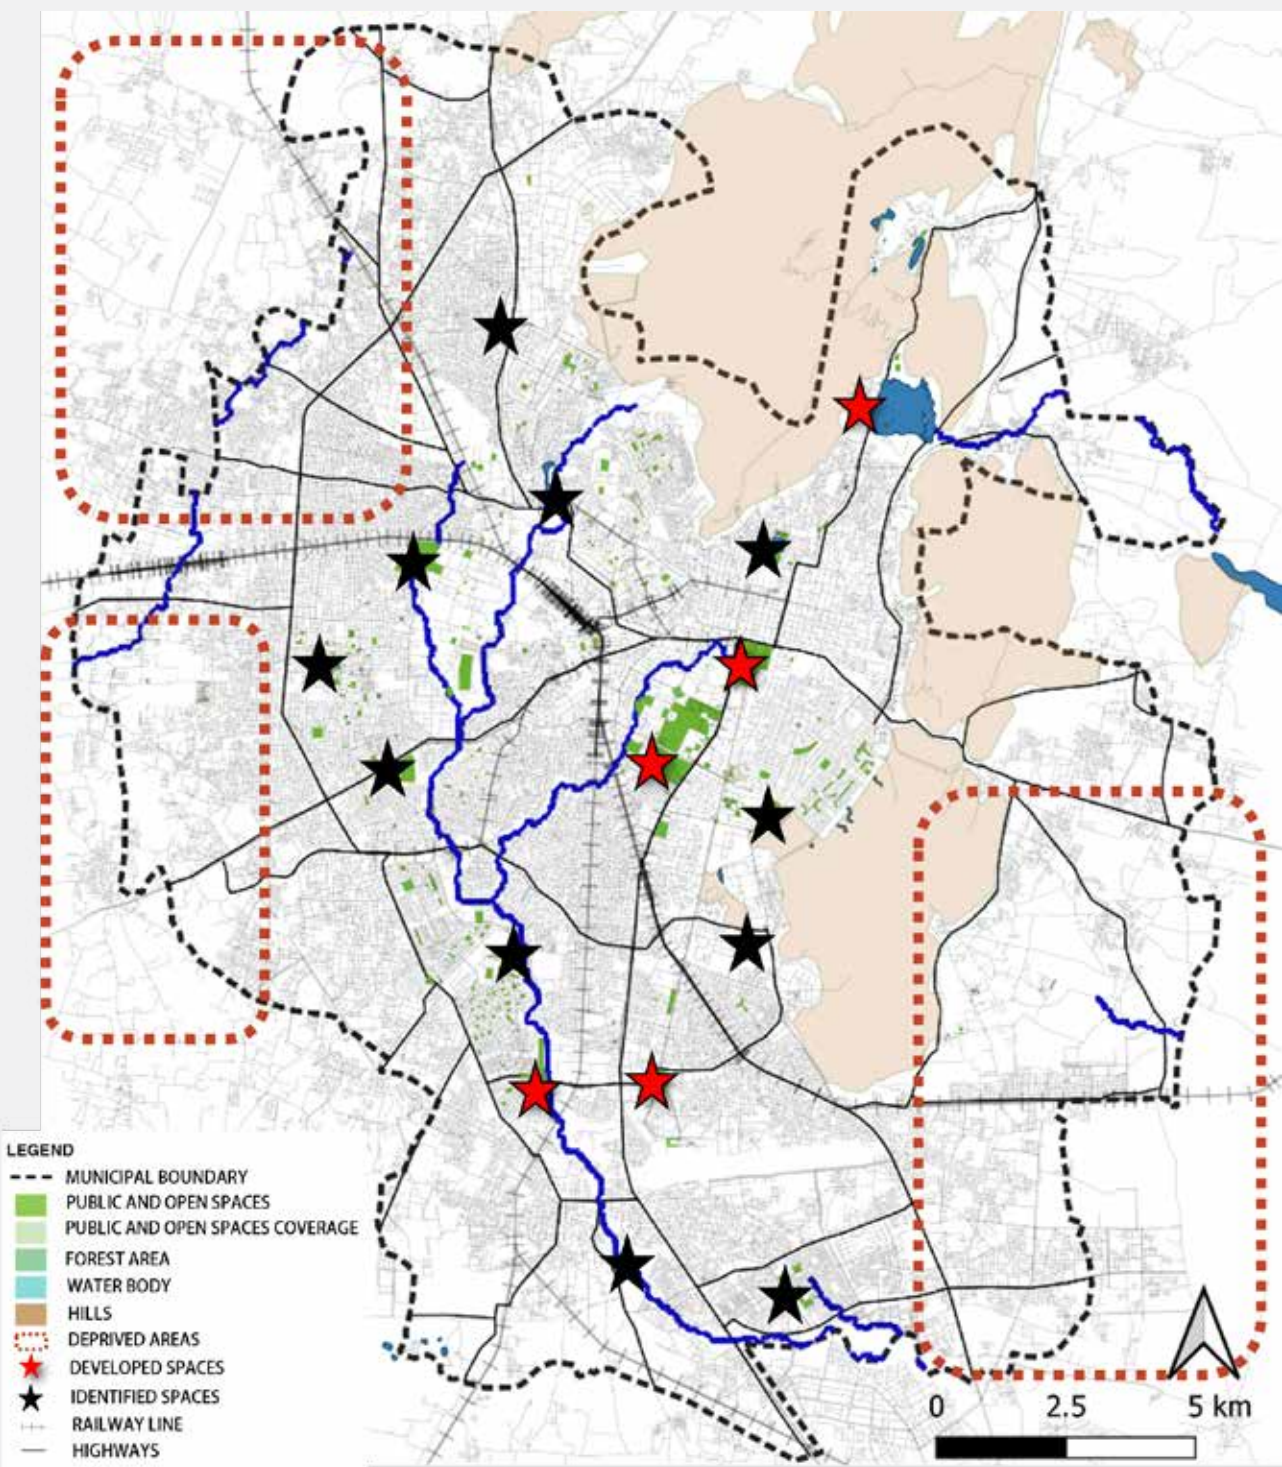 LEGEND
MUNICIPAL BOUNDARY
PUBLIC AND OPEN SPACES
PUBLIC AND OPEN SPACES COVERAGE
FOREST AREA
WATER BODY
HILLS
DEPRIVED AREAS
DEVELOPED SPACES
IDENTIFIED SPACES
RAILWAY LINE
HIGHWAYS
0 2.5 5 km